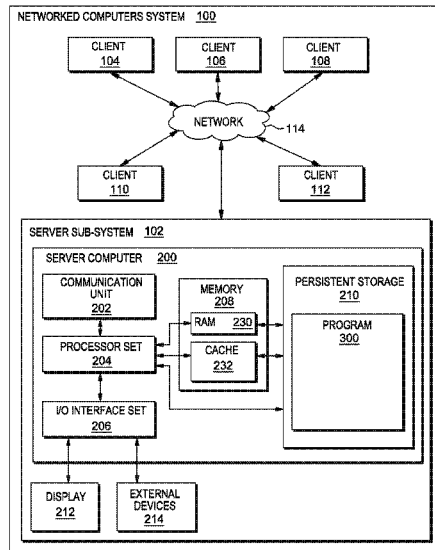 NETWORKED COMPUTERS SYSTEM 100
CLIENT
104
CLIENT
106
CLIENT
108
NETWORK
114
CLIENT
110
CLIENT
112
SERVER SUB-SYSTEM 102
SERVER COMPUTER 200
COMMUNICATION
UNIT
202
MEMORY
208
PERSISTENT STORAGE
210
RAM 230
PROGRAM
300
PROCESSOR SET
204
CACHE
232
I/O INTERFACE SET
206
DISPLAY
212
EXTERNAL
DEVICES
214